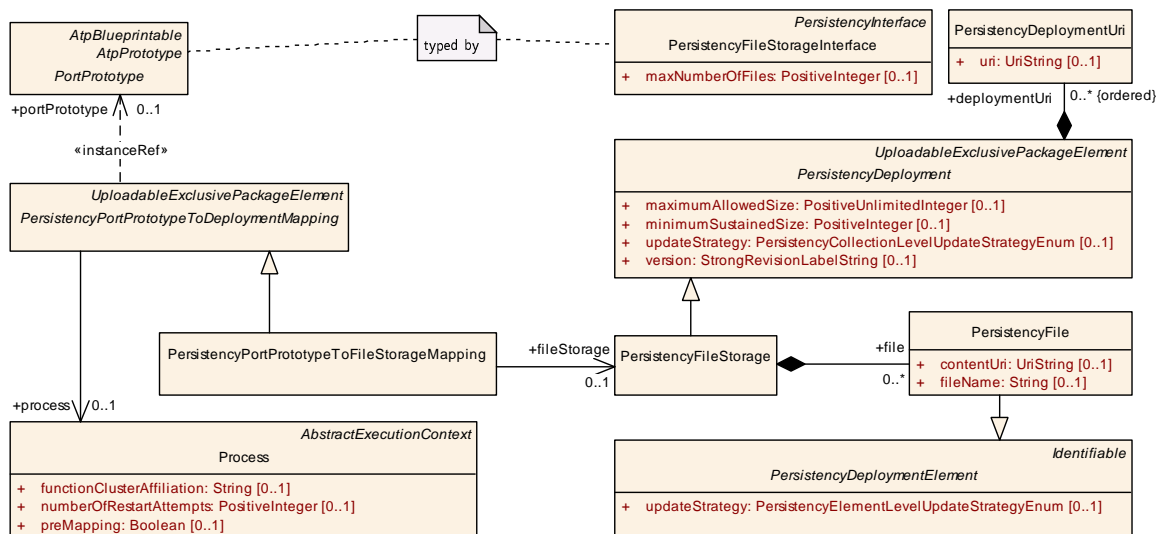 AtpBlueprintable
AtpPrototype
PortPrototype
typed by
PersistencyInterface
PersistencyFileStorageInterface
+ maxNumberOfFiles: PositiveInteger [0..1]
PersistencyDeploymentUri
+ uri: UriString [0..1]
+portPrototype 0..1
+deploymentUri 0..* {ordered}
«instanceRef»
UploadableExclusivePackageElement
PersistencyPortPrototypeToDeploymentMapping
UploadableExclusivePackageElement
PersistencyDeployment
+ maximumAllowedSize: PositiveUnlimitedInteger [0..1]
+ minimumSustainedSize: PositiveInteger [0..1]
+ updateStrategy: PersistencyCollectionLevelUpdateStrategyEnum [0..1]
+ version: StrongRevisionLabelString [0..1]
PersistencyPortPrototypeToFileStorageMapping
+fileStorage
0..1
PersistencyFileStorage
+file
0..*
PersistencyFile
+ contentUri: UriString [0..1]
+ fileName: String [0..1]
+process 0..1
AbstractExecutionContext
Process
+ functionClusterAffiliation: String [0..1]
+ numberOfRestartAttempts: PositiveInteger [0..1]
+ preMapping: Boolean [0..1]
Identifiable
PersistencyDeploymentElement
+ updateStrategy: PersistencyElementLevelUpdateStrategyEnum [0..1]